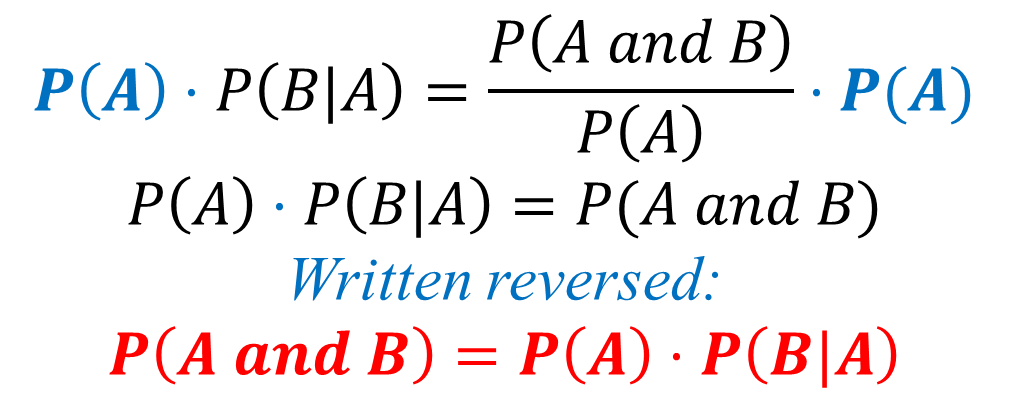 P(A) · P(B|A) = P(A and B) / P(A) · P(A)
P(A) · P(B|A) = P(A and B)
Written reversed:
P(A and B) = P(A) · P(B|A)